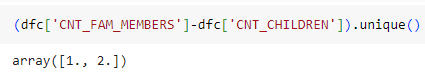 (dfc['CNT_FAM_MEMBERS']-dfc['CNT_CHILDREN']).unique()
array([1., 2.])